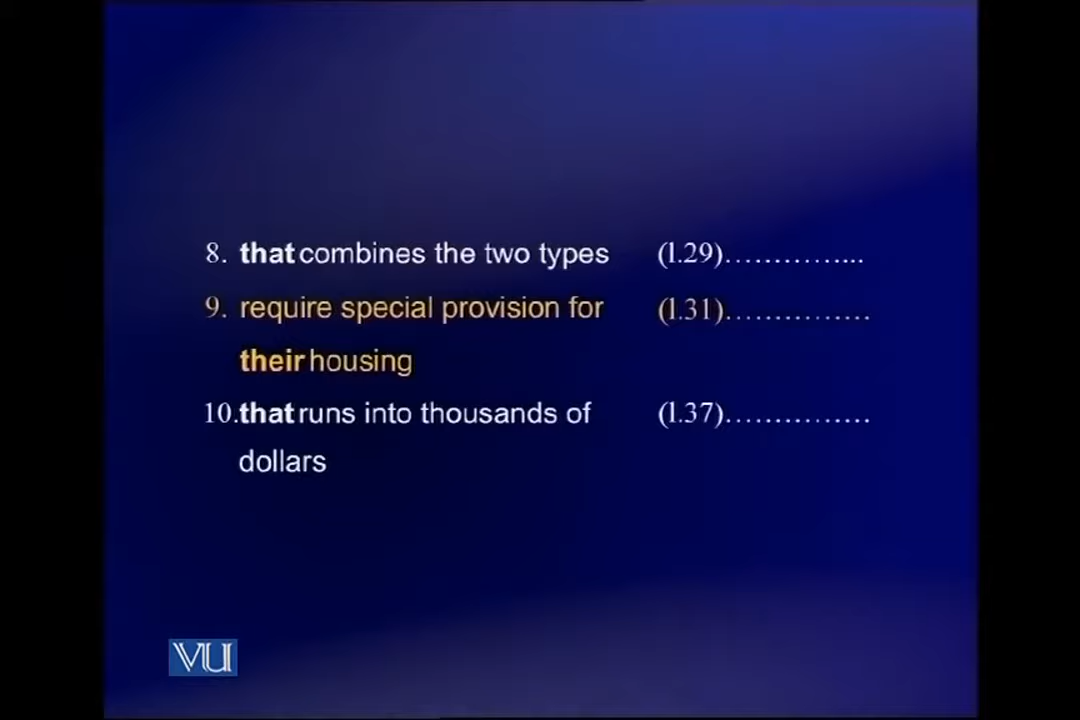 8. that combines the two types (l.29)……………...
9. require special provision for (l.31)……………
their housing
10.that runs into thousands of (l.37)……………
dollars
VU